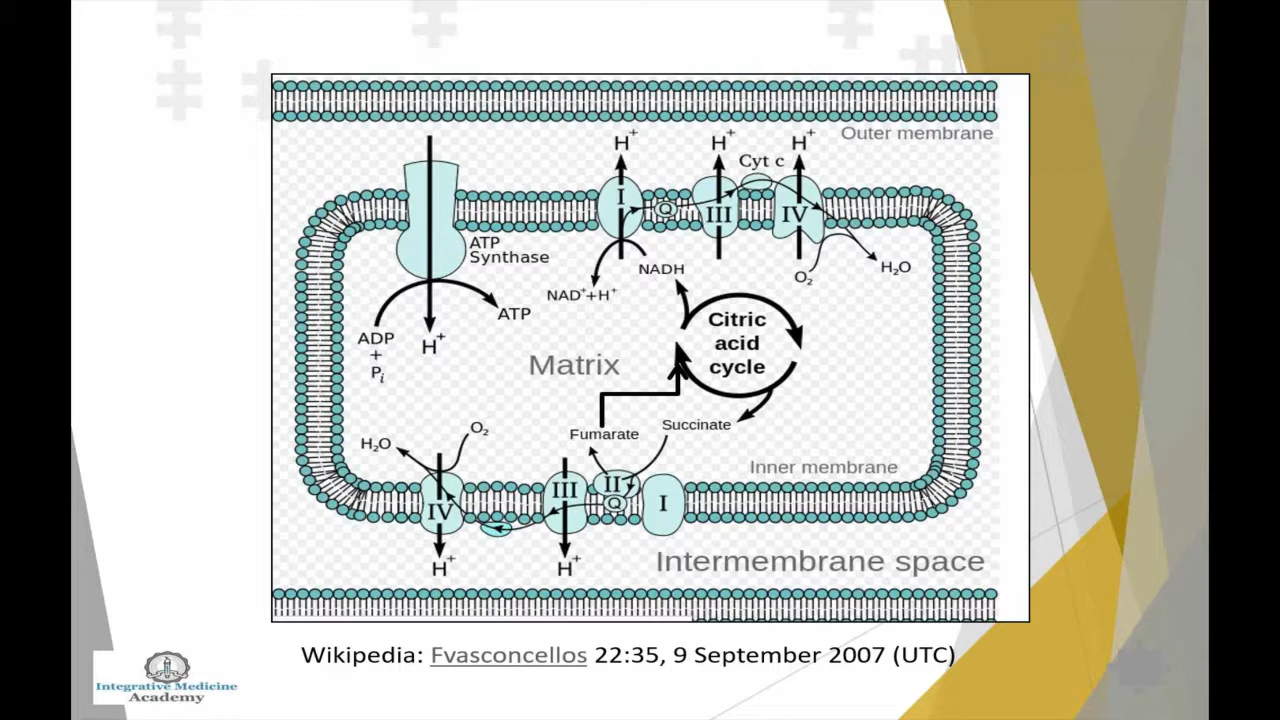 Outer membrane
H⁺
H⁺
H⁺
Cyt c
I
Q
III
IV
ATP
Synthase
NADH
O₂
H₂O
NAD⁺+H⁺
ATP
ADP
+
Pᵢ
H⁺
Citric
acid
cycle
Matrix
Fumarate
Succinate
H₂O
O₂
Inner membrane
IV
III
II
Q
I
H⁺
H⁺
Intermembrane space
Wikipedia: Fvasconcellos 22:35, 9 September 2007 (UTC)
Integrative Medicine
Academy